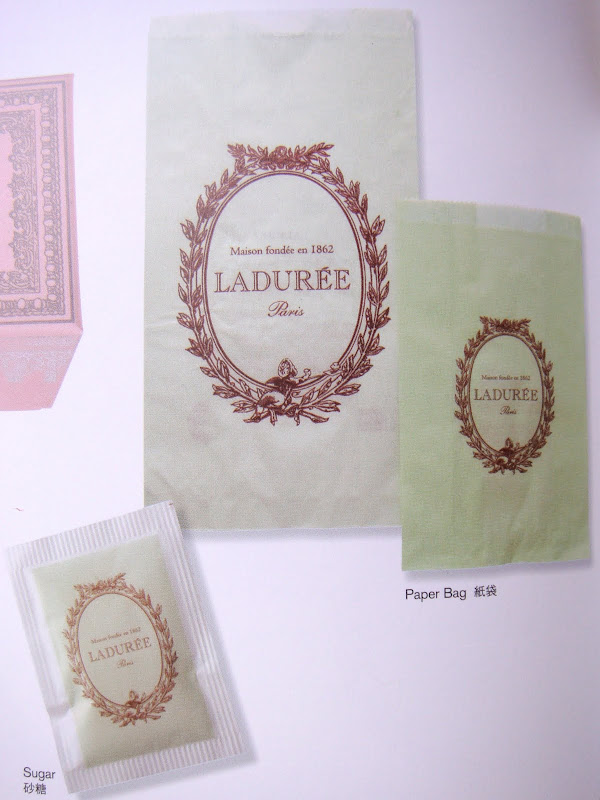 Maison fondée en 1862
LADURÉE
Paris
Maison fondée en 1862
LADURÉE
Paris
Paper Bag 紙袋
Maison fondée en 1862
LADURÉE
Paris
Sugar
砂糖